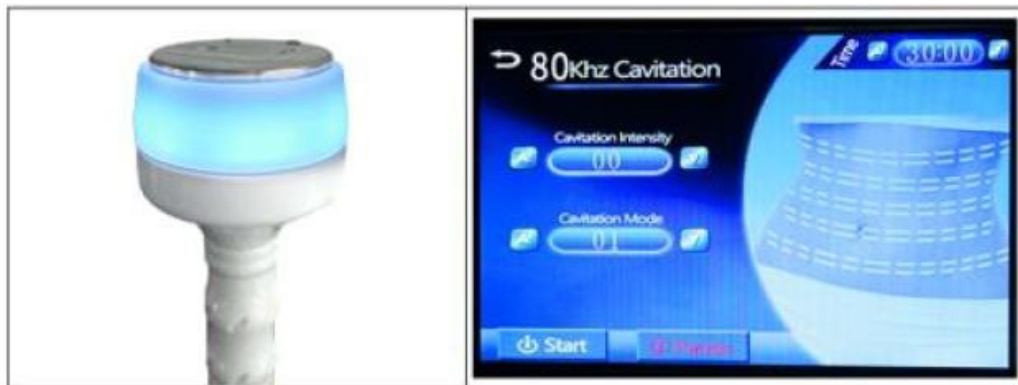 80Khz Cavitation
Time
30:00
Cavitation Intensity
00
Cavitation Mode
01
Start